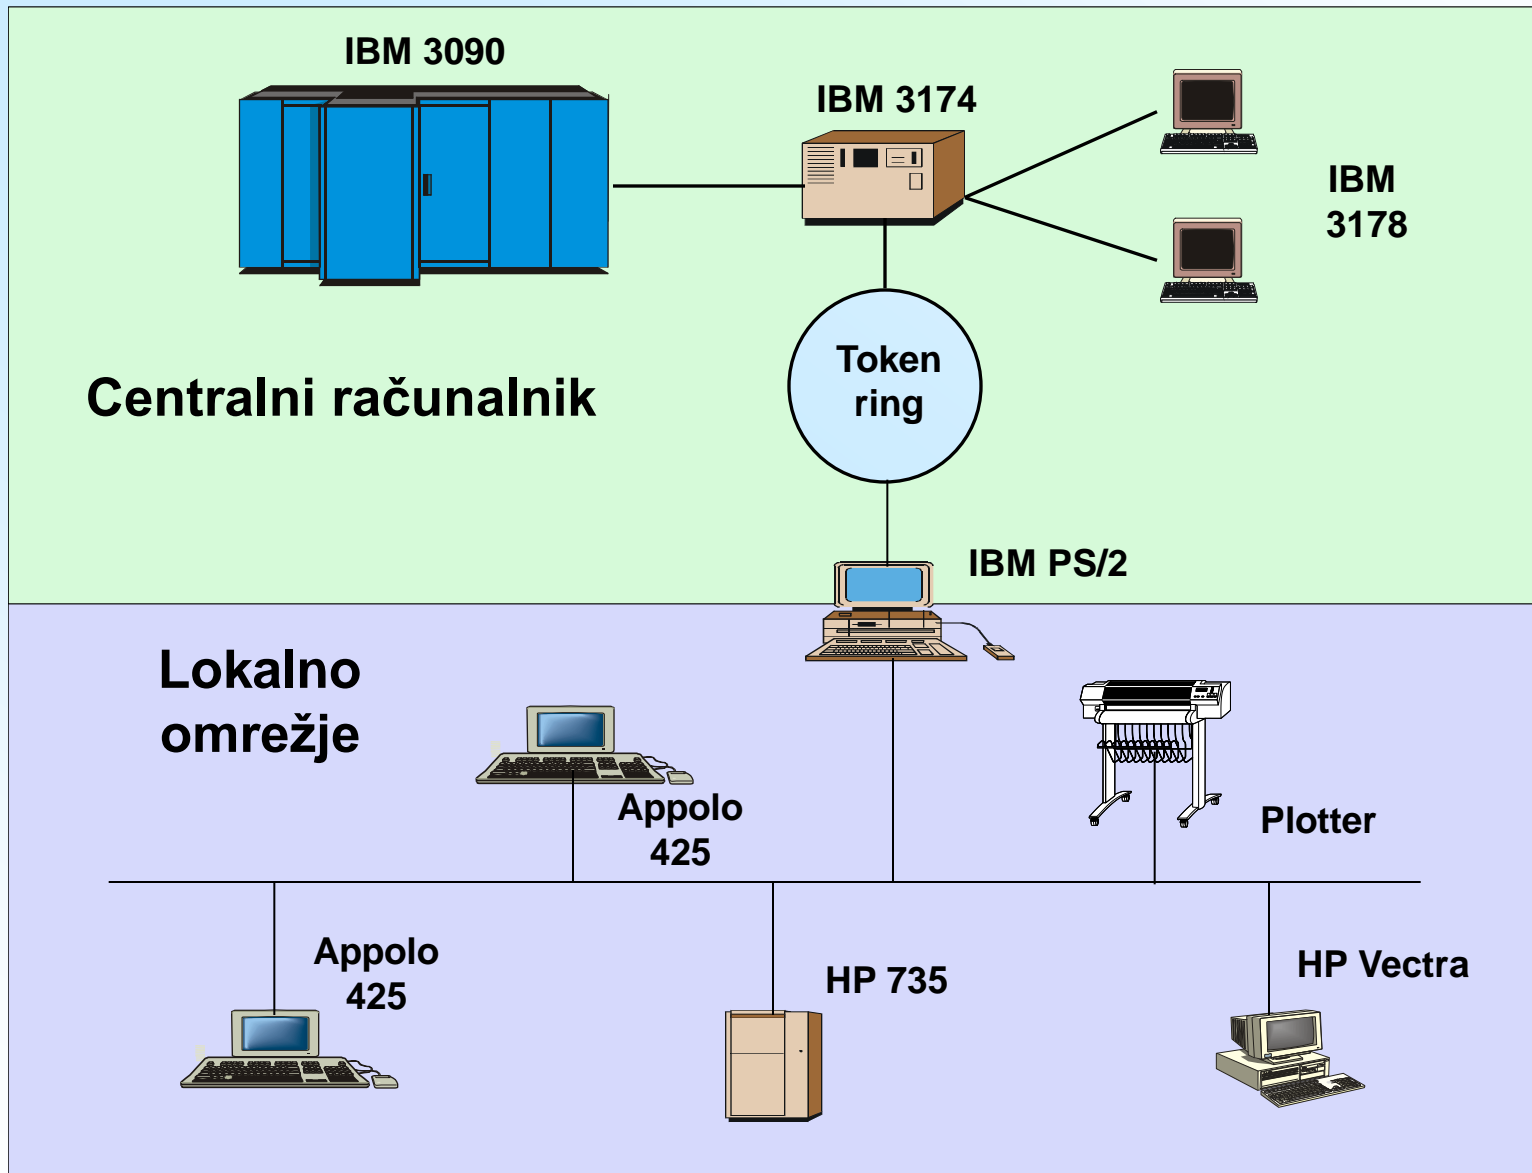 IBM 3090
IBM 3174
IBM
3178
Token
ring
Centralni računalnik
IBM PS/2
Lokalno
omrežje
Appolo
425
Plotter
Appolo
425
HP 735
HP Vectra